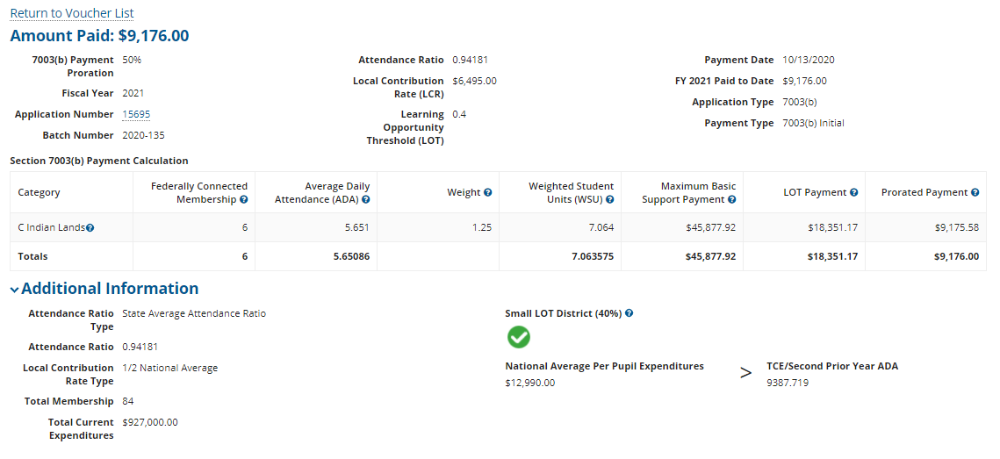 Return to Voucher List
Amount Paid: $9,176.00
7003(b) Payment Proration 50%
Fiscal Year 2021
Application Number 15695
Batch Number 2020-135
Attendance Ratio 0.94181
Local Contribution Rate (LCR) $6,495.00
Learning Opportunity Threshold (LOT) 0.4
Payment Date 10/13/2020
FY 2021 Paid to Date $9,176.00
Application Type 7003(b)
Payment Type 7003(b) Initial
Section 7003(b) Payment Calculation
Category Federally Connected Membership Average Daily Attendance (ADA) Weight Weighted Student Units (WSU) Maximum Basic Support Payment LOT Payment Prorated Payment
C Indian Lands 6 5.651 1.25 7.064 $45,877.92 $18,351.17 $9,175.58
Totals 6 5.65086 7.063575 $45,877.92 $18,351.17 $9,176.00
Additional Information
Attendance Ratio Type State Average Attendance Ratio
Attendance Ratio 0.94181
Local Contribution Rate Type 1/2 National Average
Total Membership 84
Total Current Expenditures $927,000.00
Small LOT District (40%)
National Average Per Pupil Expenditures > TCE/Second Prior Year ADA
$12,990.00 9387.719